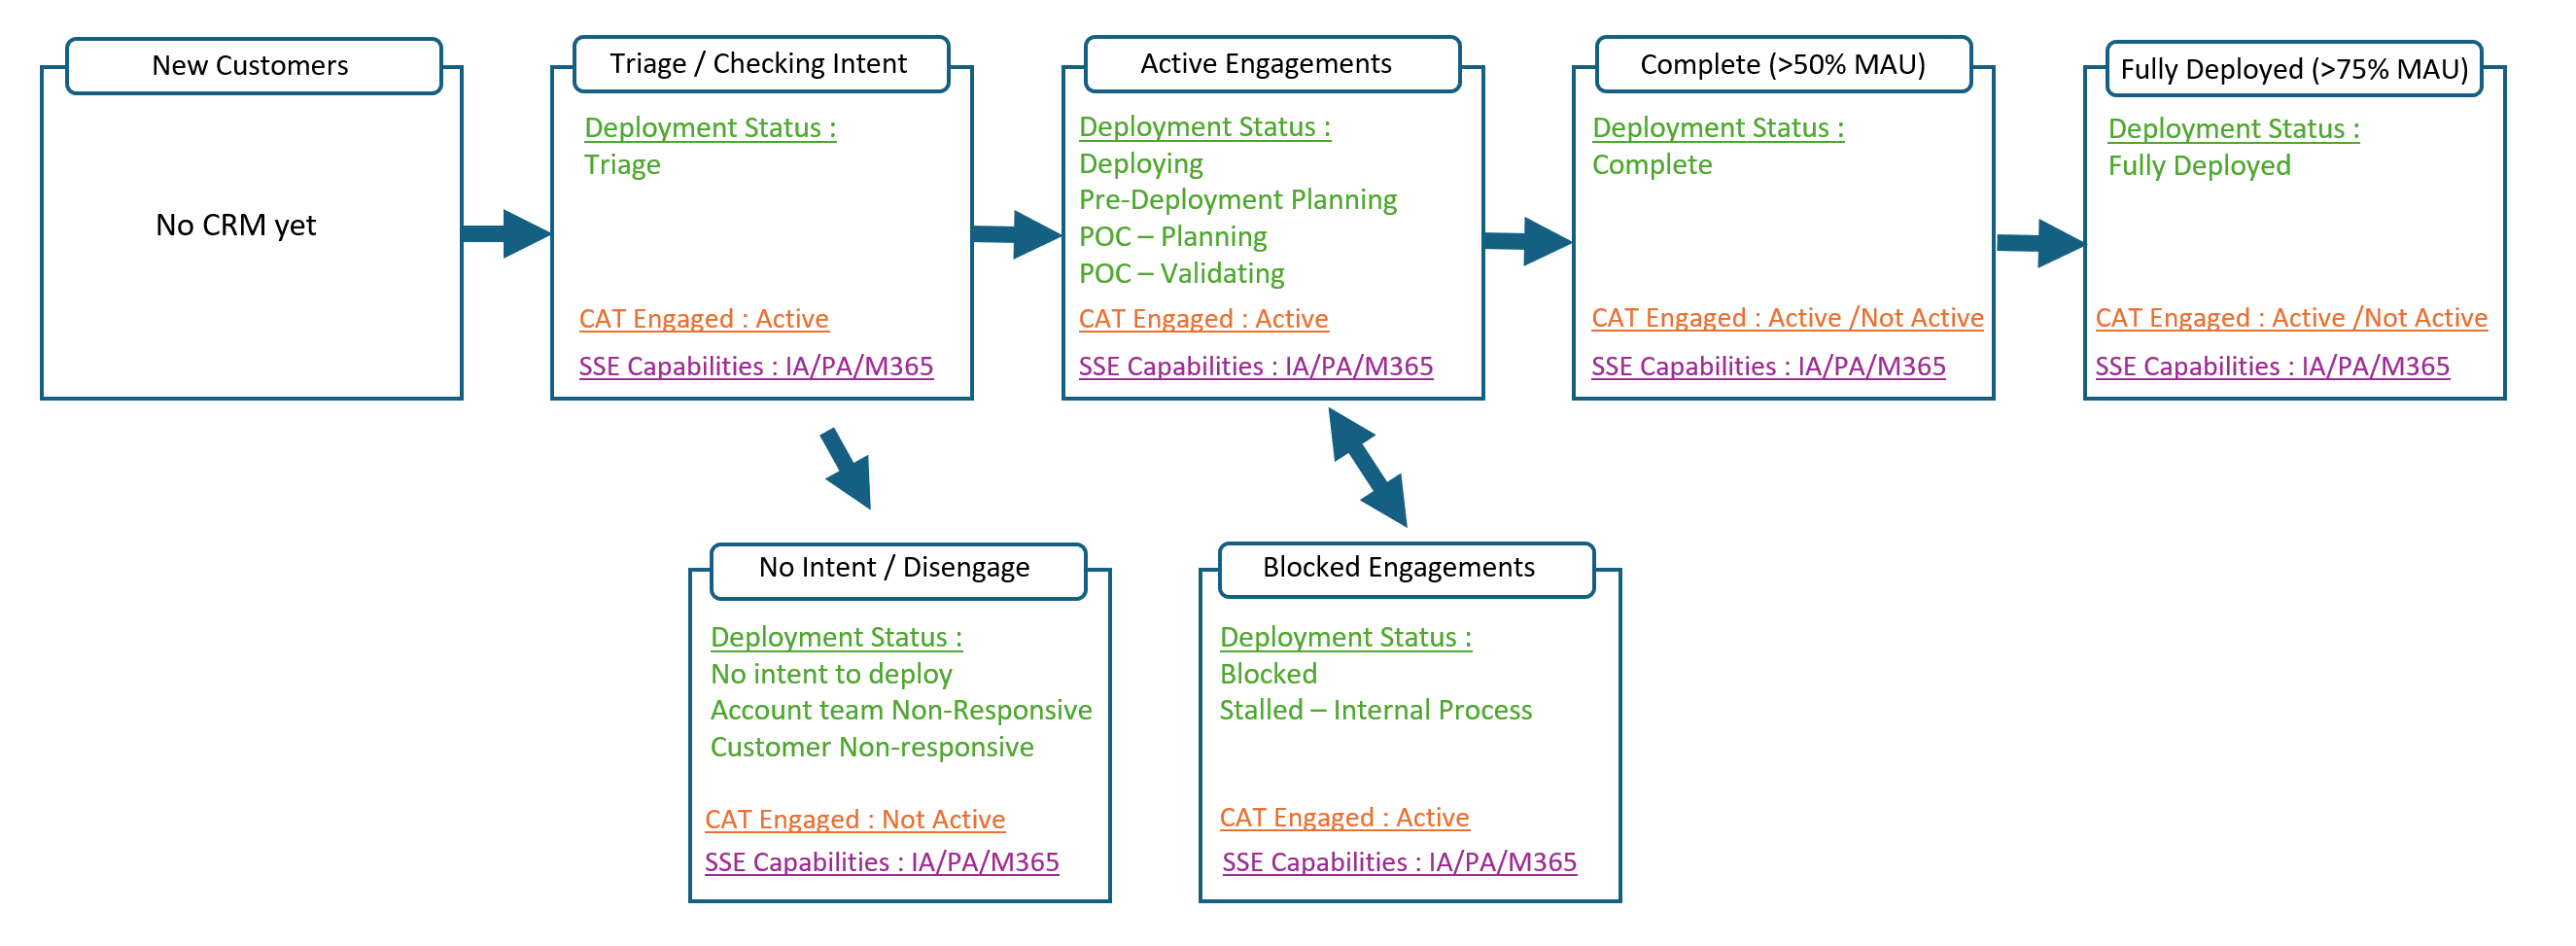 New Customers
No CRM yet
Triage / Checking Intent
Deployment Status :
Triage
CAT Engaged : Active
SSE Capabilities : IA/PA/M365
Active Engagements
Deployment Status :
Deploying
Pre-Deployment Planning
POC – Planning
POC – Validating
CAT Engaged : Active
SSE Capabilities : IA/PA/M365
Complete (>50% MAU)
Deployment Status :
Complete
CAT Engaged : Active /Not Active
SSE Capabilities : IA/PA/M365
Fully Deployed (>75% MAU)
Deployment Status :
Fully Deployed
CAT Engaged : Active /Not Active
SSE Capabilities : IA/PA/M365
No Intent / Disengage
Deployment Status :
No intent to deploy
Account team Non-Responsive
Customer Non-responsive
CAT Engaged : Not Active
SSE Capabilities : IA/PA/M365
Blocked Engagements
Deployment Status :
Blocked
Stalled – Internal Process
CAT Engaged : Active
SSE Capabilities : IA/PA/M365